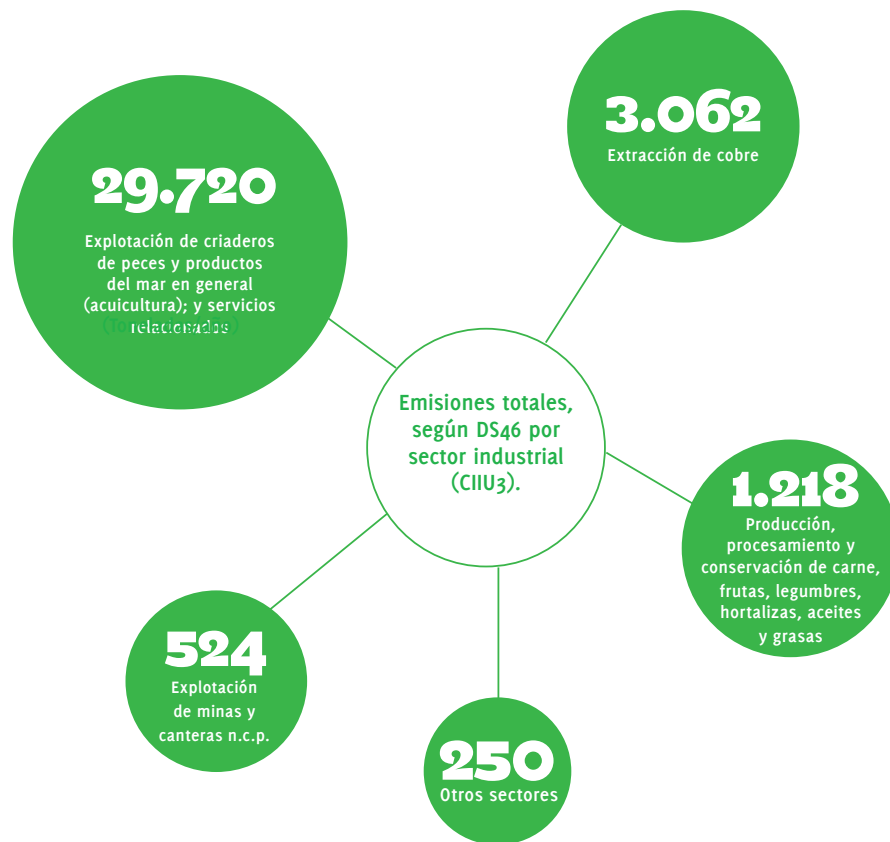 29.720
Explotación de criaderos
de peces y productos
del mar en general
(acuicultura); y servicios
relacionados
3.062
Extracción de cobre
Emisiones totales,
según DS46 por
sector industrial
(CIIU3).
1.218
Producción,
procesamiento y
conservación de carne,
frutas, legumbres,
hortalizas, aceites
y grasas
524
Explotación
de minas y
canteras n.c.p.
250
Otros sectores